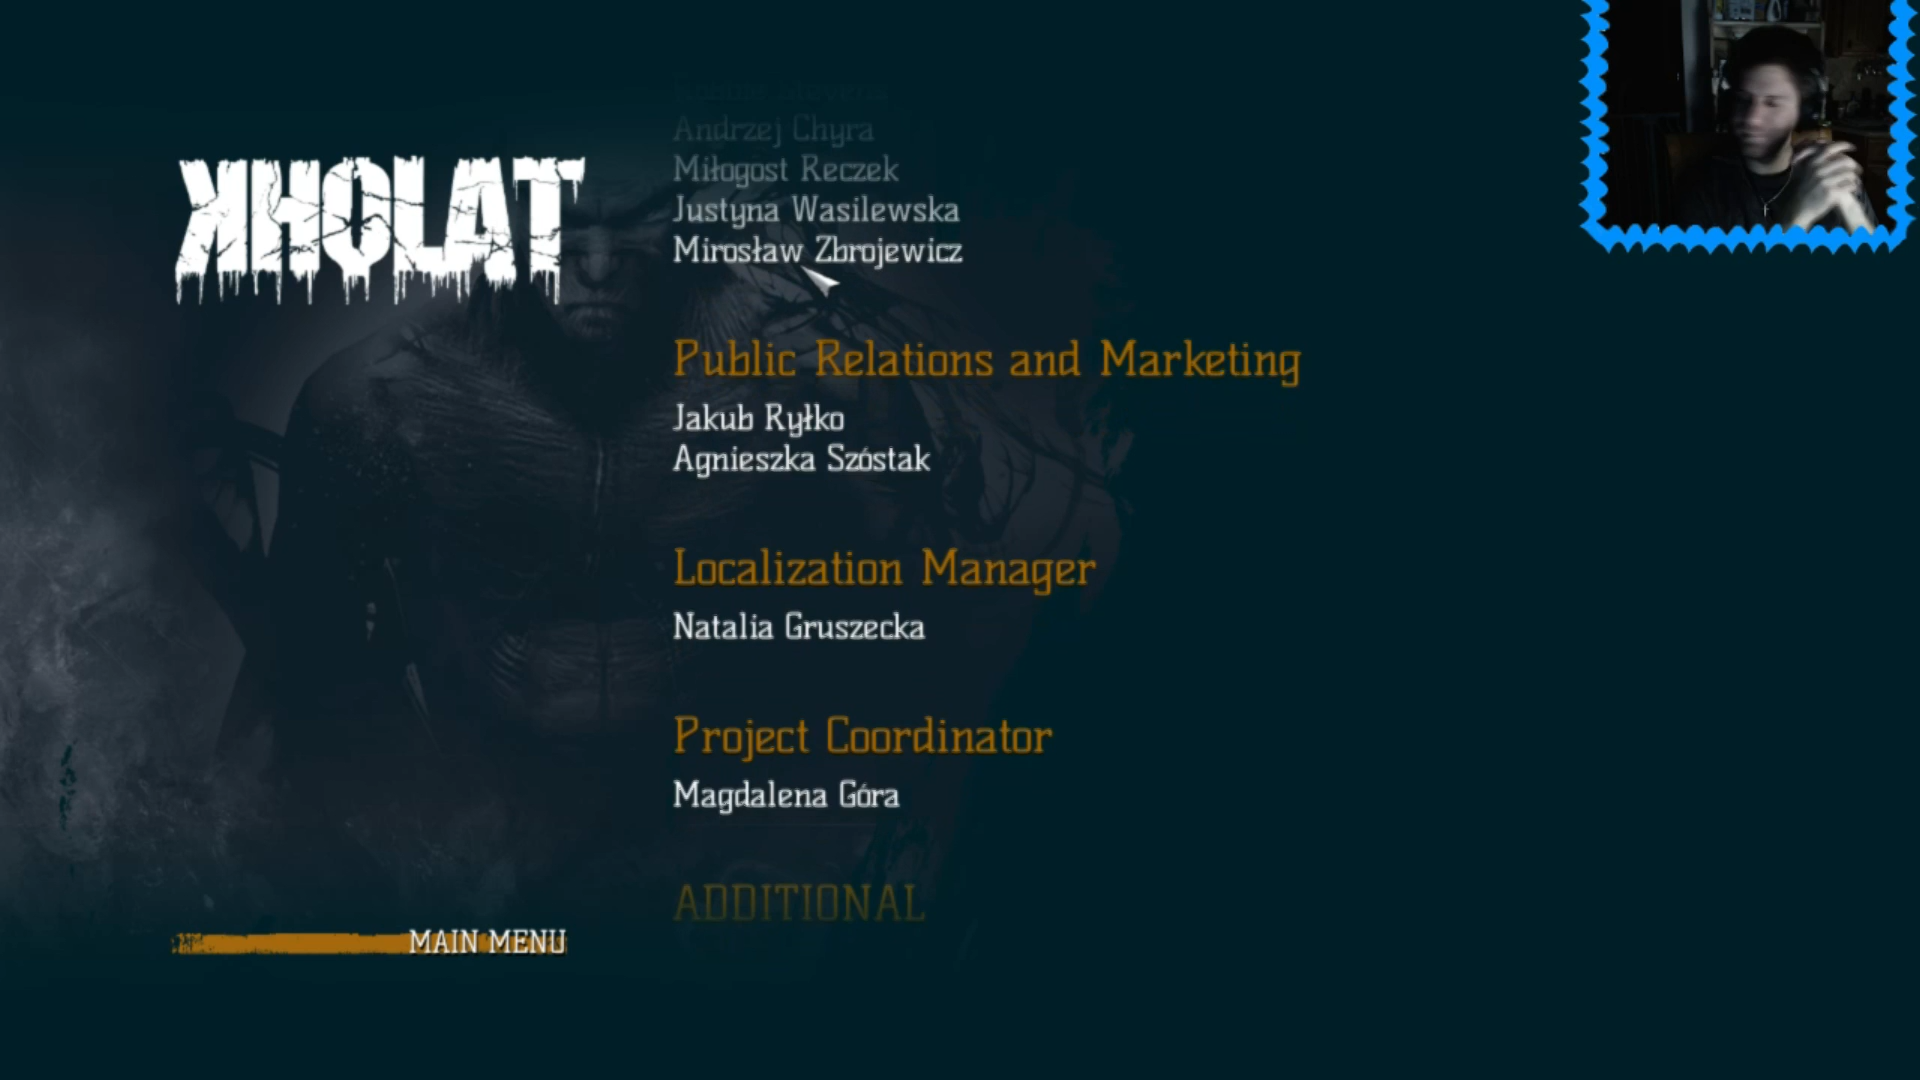 KHOLAT
Andrzej Chyra
Miłogost Reczek
Justyna Wasilewska
Mirosław Zbrojewicz
Public Relations and Marketing
Jakub Ryłko
Agnieszka Szóstak
Localization Manager
Natalia Gruszecka
Project Coordinator
Magdalena Góra
ADDITIONAL
MAIN MENU